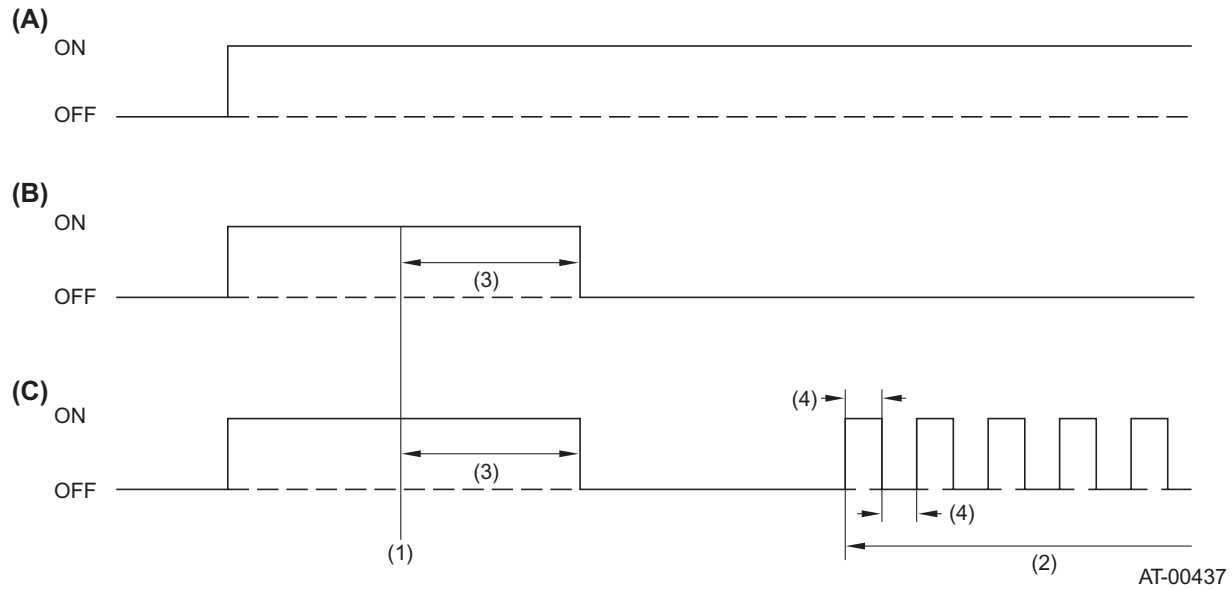 (A)
ON
OFF
(B)
ON
(3)
OFF
(C)
ON
(4)
(3)
OFF
(4)
(1)
(2)
AT-00437